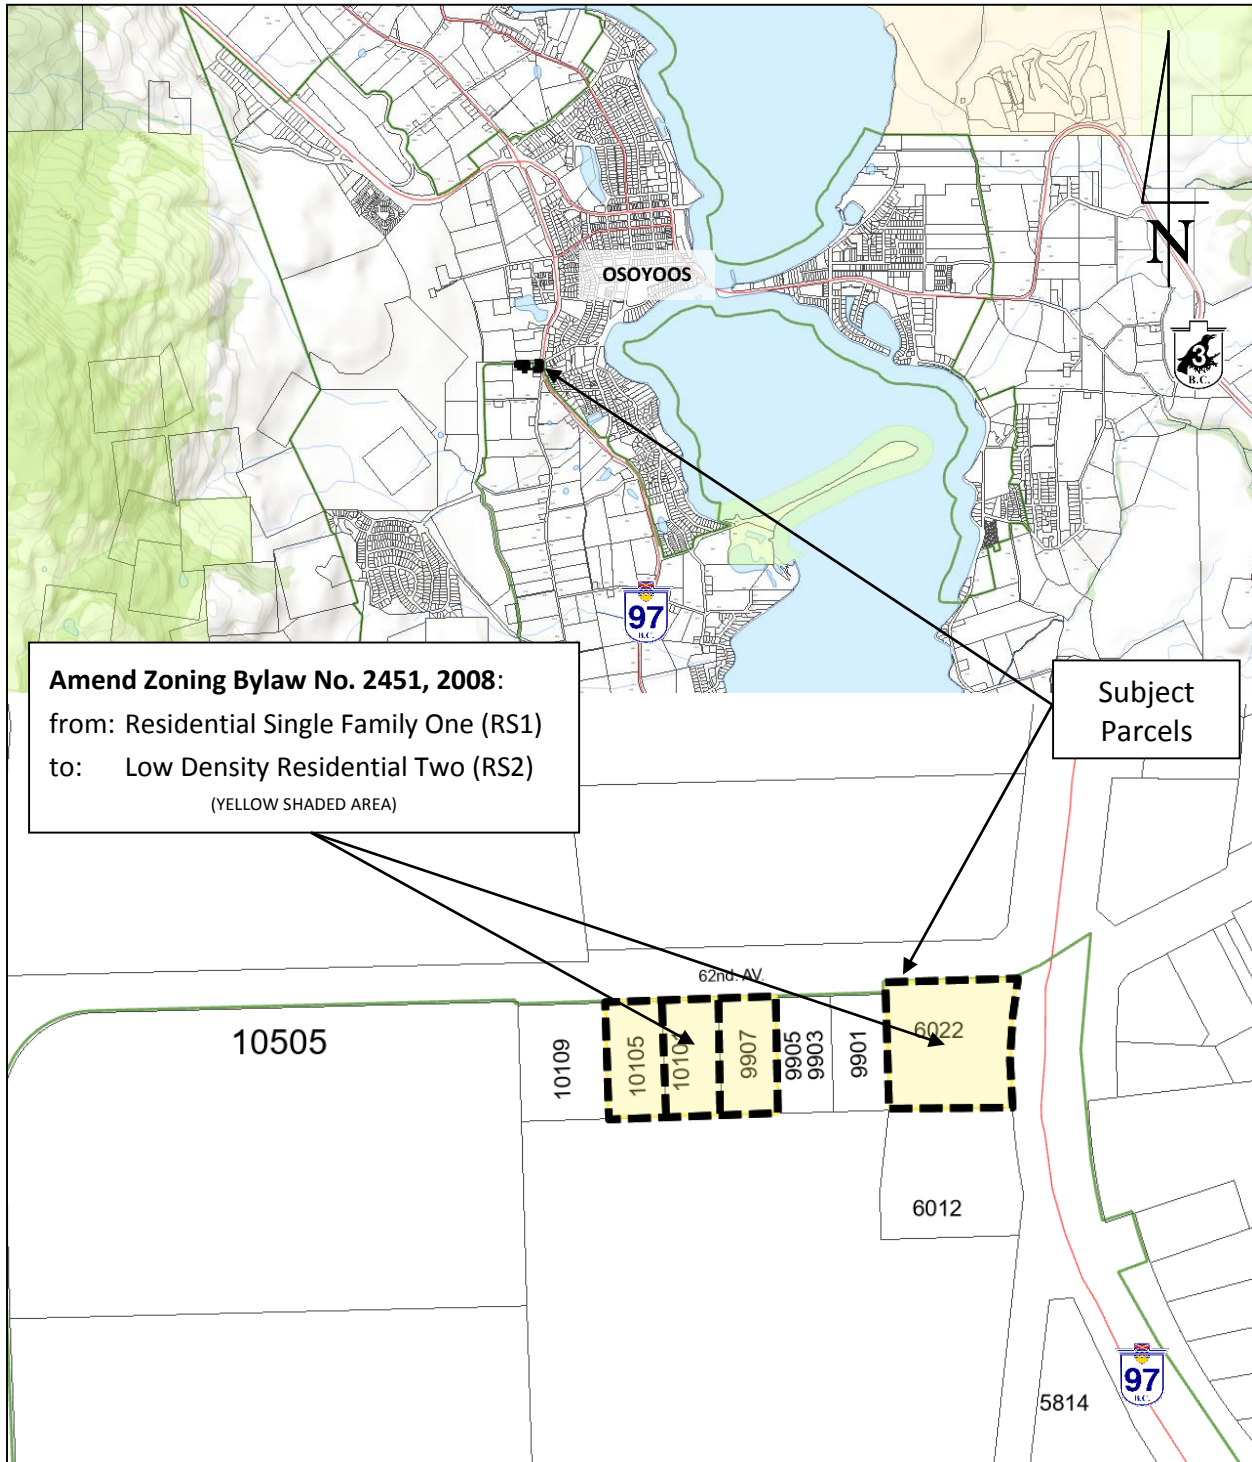 OSOYOOS
N
3
B.C.
97
B.C.
Amend Zoning Bylaw No. 2451, 2008:
from: Residential Single Family One (RS1)
to: Low Density Residential Two (RS2)
(YELLOW SHADED AREA)
Subject
Parcels
62nd. AV.
10505
10109
10105
9907
9905
9903
9901
6022
6012
97
B.C.
5814